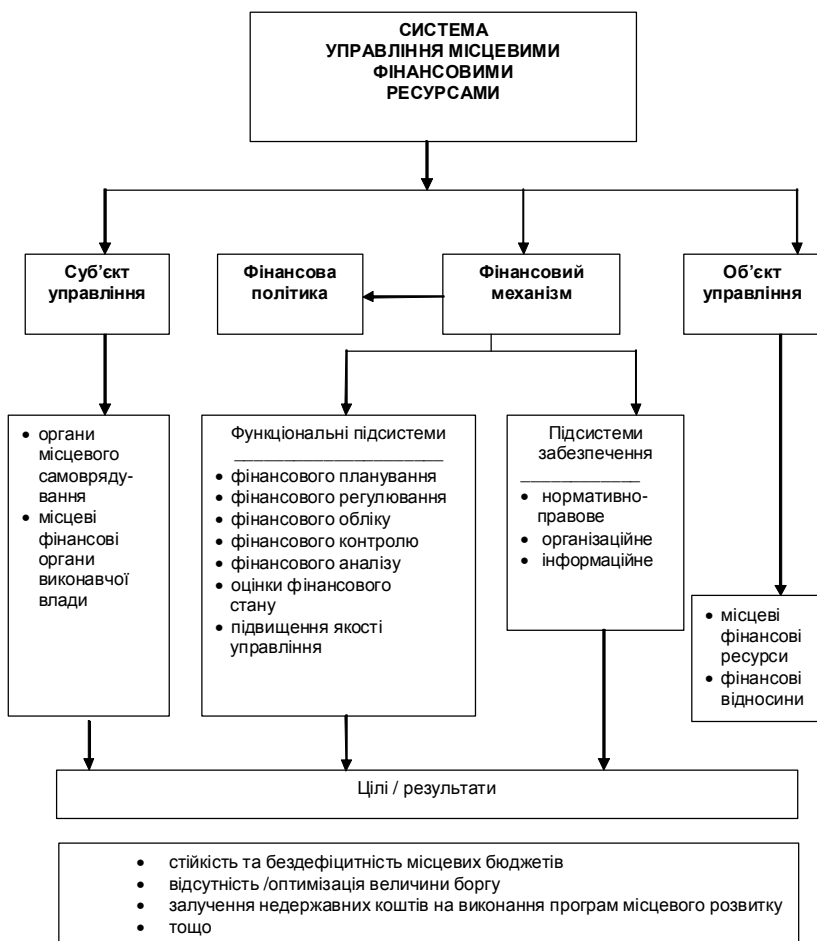 СИСТЕМА
УПРАВЛІННЯ МІСЦЕВИМИ
ФІНАНСОВИМИ
РЕСУРСАМИ
Суб’єкт
управління
Фінансова
політика
Фінансовий
механізм
Об’єкт
управління
• органи
місцевого
самовряду-
вання
• місцеві
фінансові
органи
виконавчої
влади
Функціональні підсистеми
• фінансового планування
• фінансового регулювання
• фінансового обліку
• фінансового контролю
• фінансового аналізу
• оцінки фінансового
стану
• підвищення якості
управління
Підсистеми
забезпечення
• нормативно-
правове
• організаційне
• інформаційне
• місцеві
фінансові
ресурси
• фінансові
відносини
Цілі / результати
• стійкість та бездефіцитність місцевих бюджетів
• відсутність /оптимізація величини боргу
• залучення недержавних коштів на виконання програм місцевого розвитку
• тощо